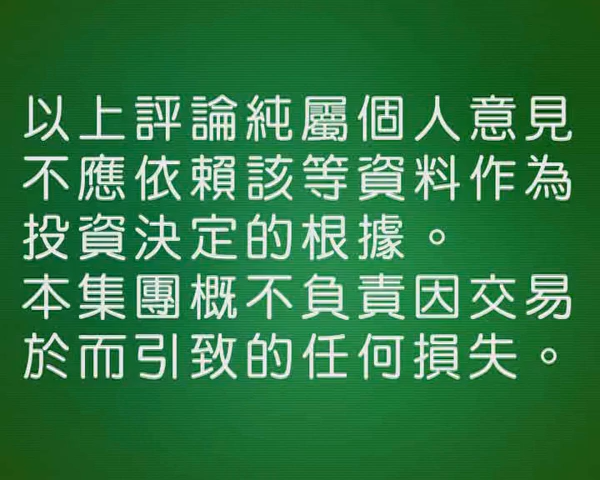 以上評論純屬個人意見
不應依賴該等資料作為
投資決定的根據。
本集團概不負責因交易
於而引致的任何損失。